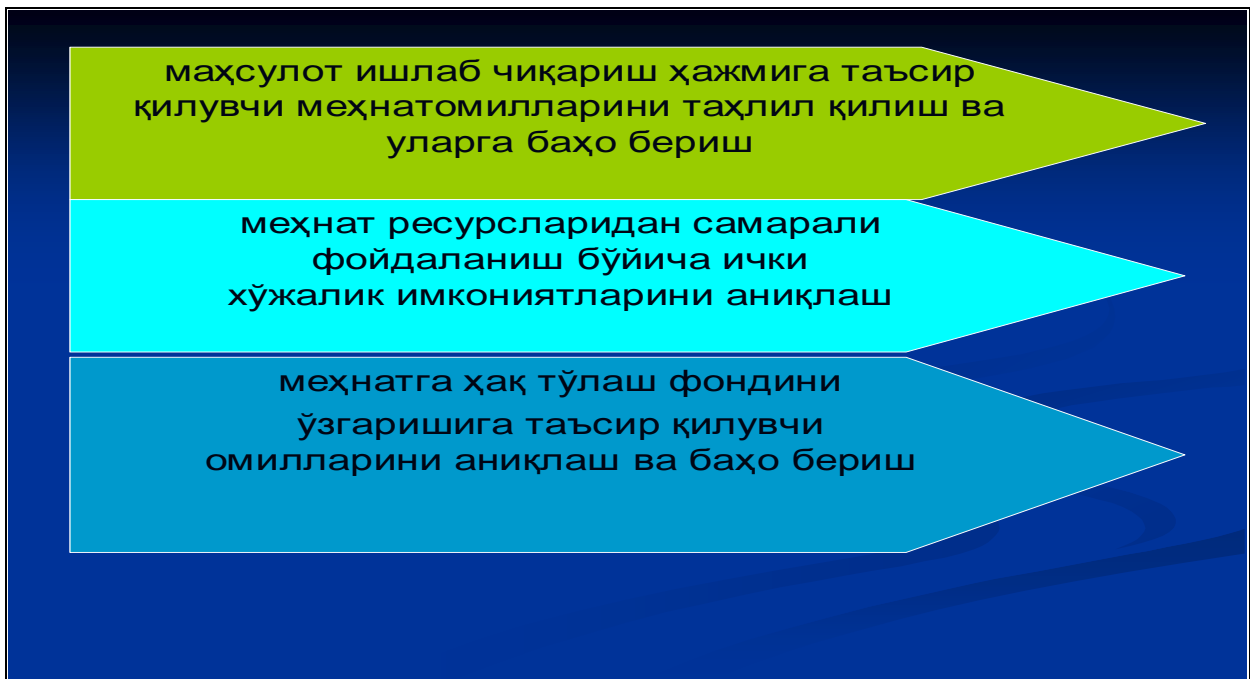 маҳсулот ишлаб чиқариш ҳажмига таъсир
қилувчи меҳнатомилларини таҳлил қилиш ва
уларга баҳо бериш
меҳнат ресурсларидан самарали
фойдаланиш бўйича ички
хўжалик имкониятларини аниқлаш
меҳнатга ҳақ тўлаш фондини
ўзгаришига таъсир қилувчи
омилларини аниқлаш ва баҳо бериш